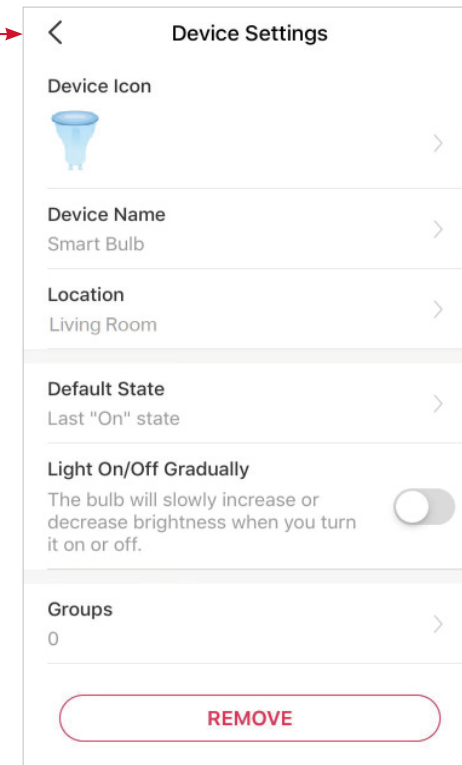 Device Settings
Device Icon
Device Name
Smart Bulb
Location
Living Room
Default State
Last "On" state
Light On/Off Gradually
The bulb will slowly increase or
decrease brightness when you turn
it on or off.
Groups
0
REMOVE